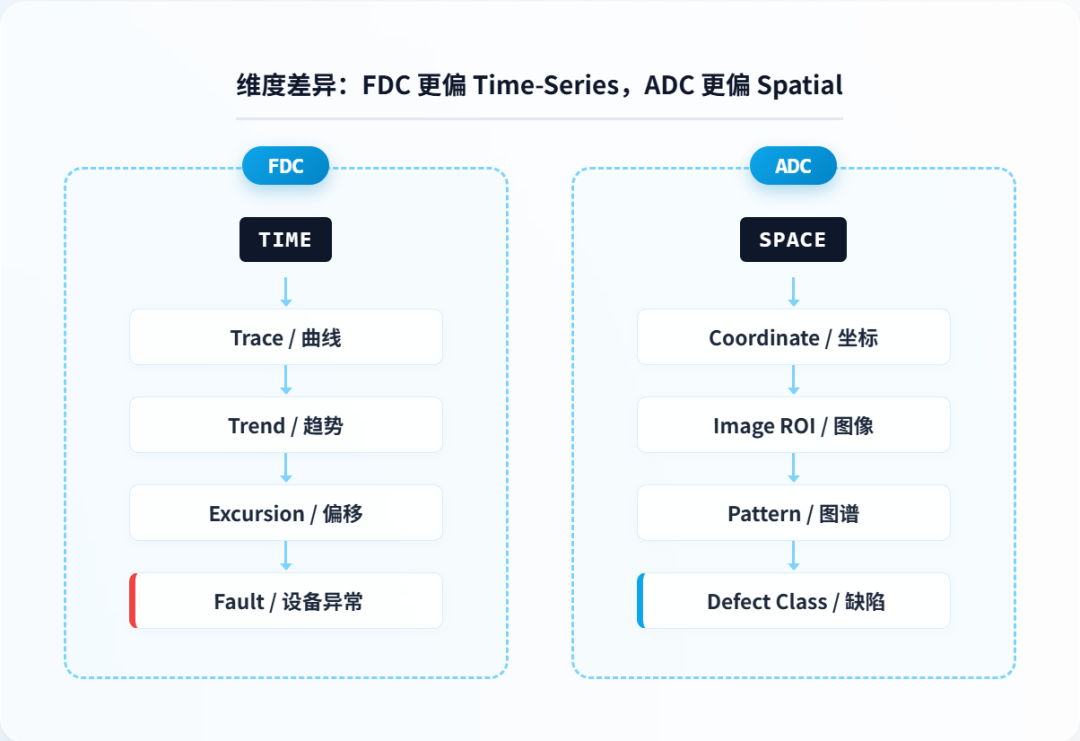 维度差异：FDC 更偏 Time-Series，ADC 更偏 Spatial
FDC
TIME
Trace / 曲线
Trend / 趋势
Excursion / 偏移
Fault / 设备异常
ADC
SPACE
Coordinate / 坐标
Image ROI / 图像
Pattern / 图谱
Defect Class / 缺陷